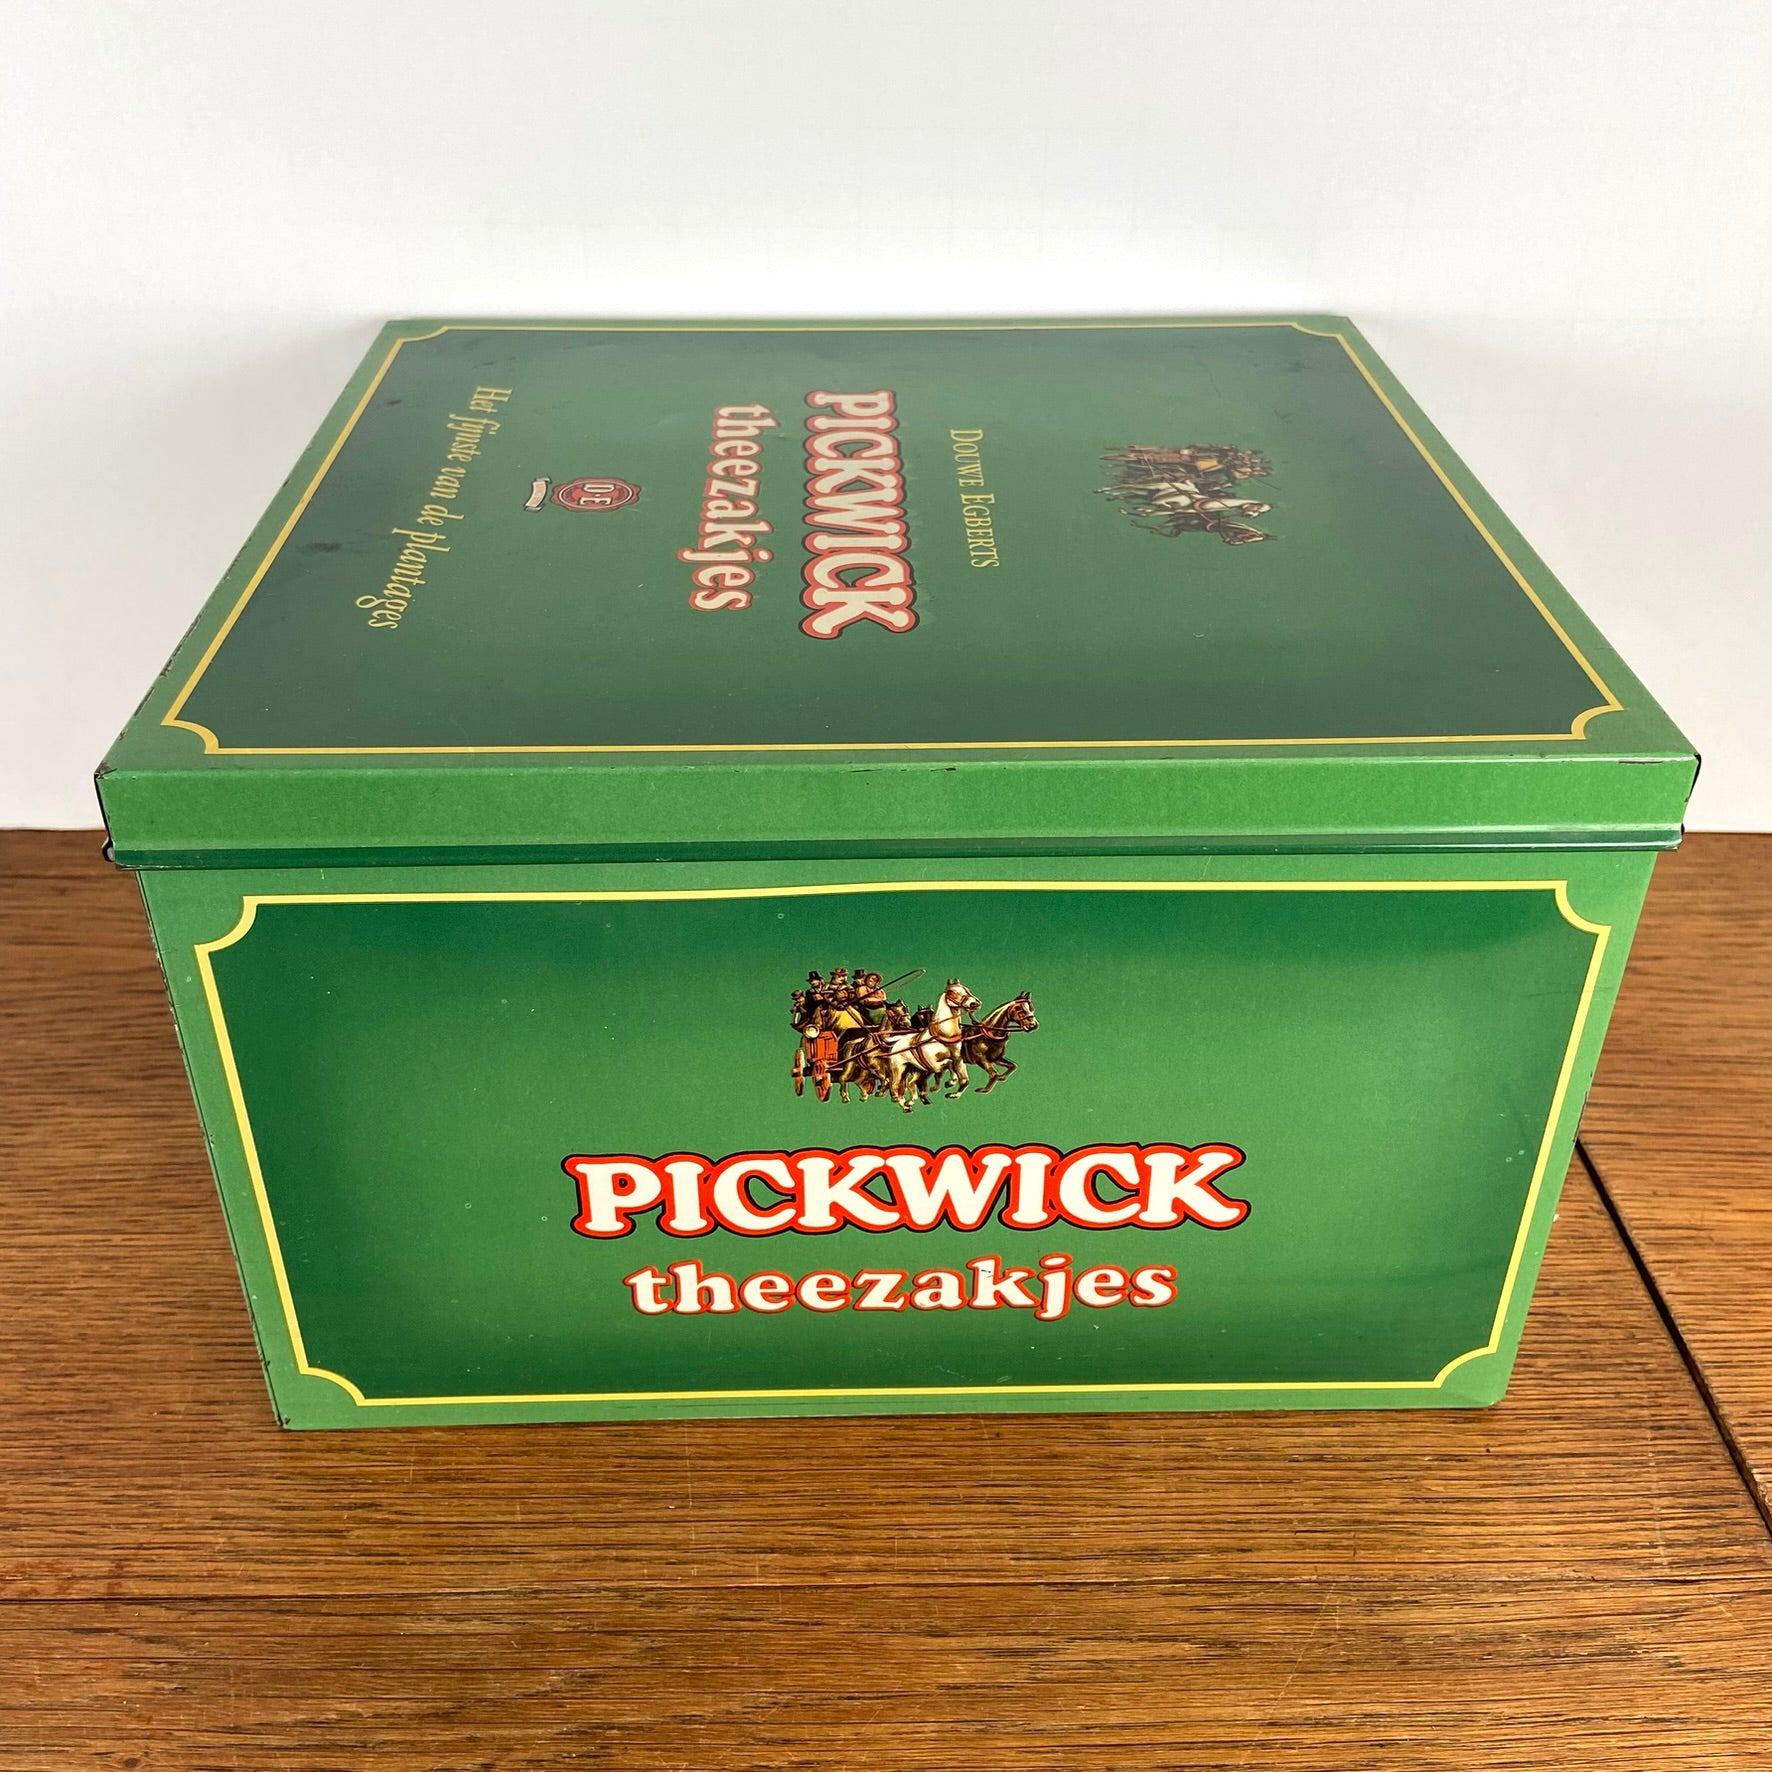 DOUWE EGBERTS
PICKWICK
theezakjes
D·E
Het fijnste van de plantages
PICKWICK
theezakjes